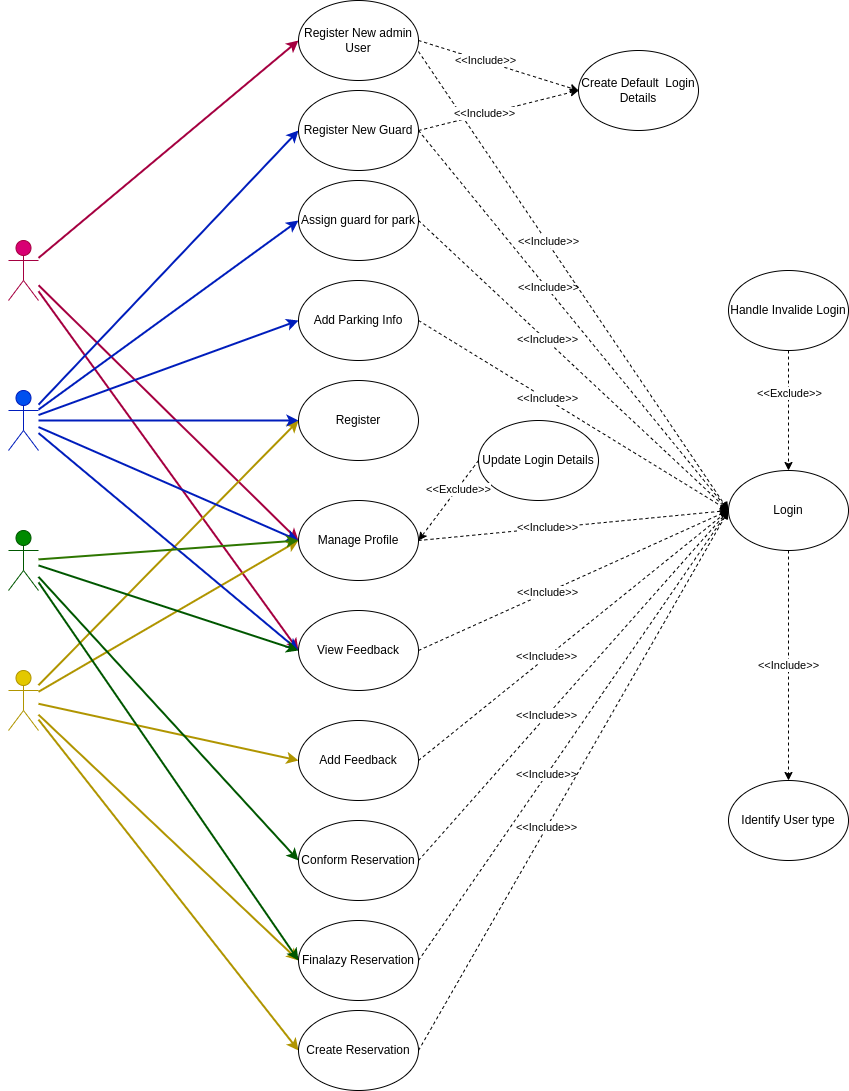 Register New admin
User
<<Include>>
Create Default  Login
Details
<<Include>>
Register New Guard
Assign guard for park
<<Include>>
<<Include>>
Handle Invalide Login
Add Parking Info
<<Include>>
<<Exclude>>
<<Include>>
Register
Update Login Details
<<Exclude>>
Login
<<Include>>
Manage Profile
<<Include>>
View Feedback
<<Include>>
<<Include>>
<<Include>>
Add Feedback
<<Include>>
Identify User type
<<Include>>
Conform Reservation
Finalazy Reservation
Create Reservation